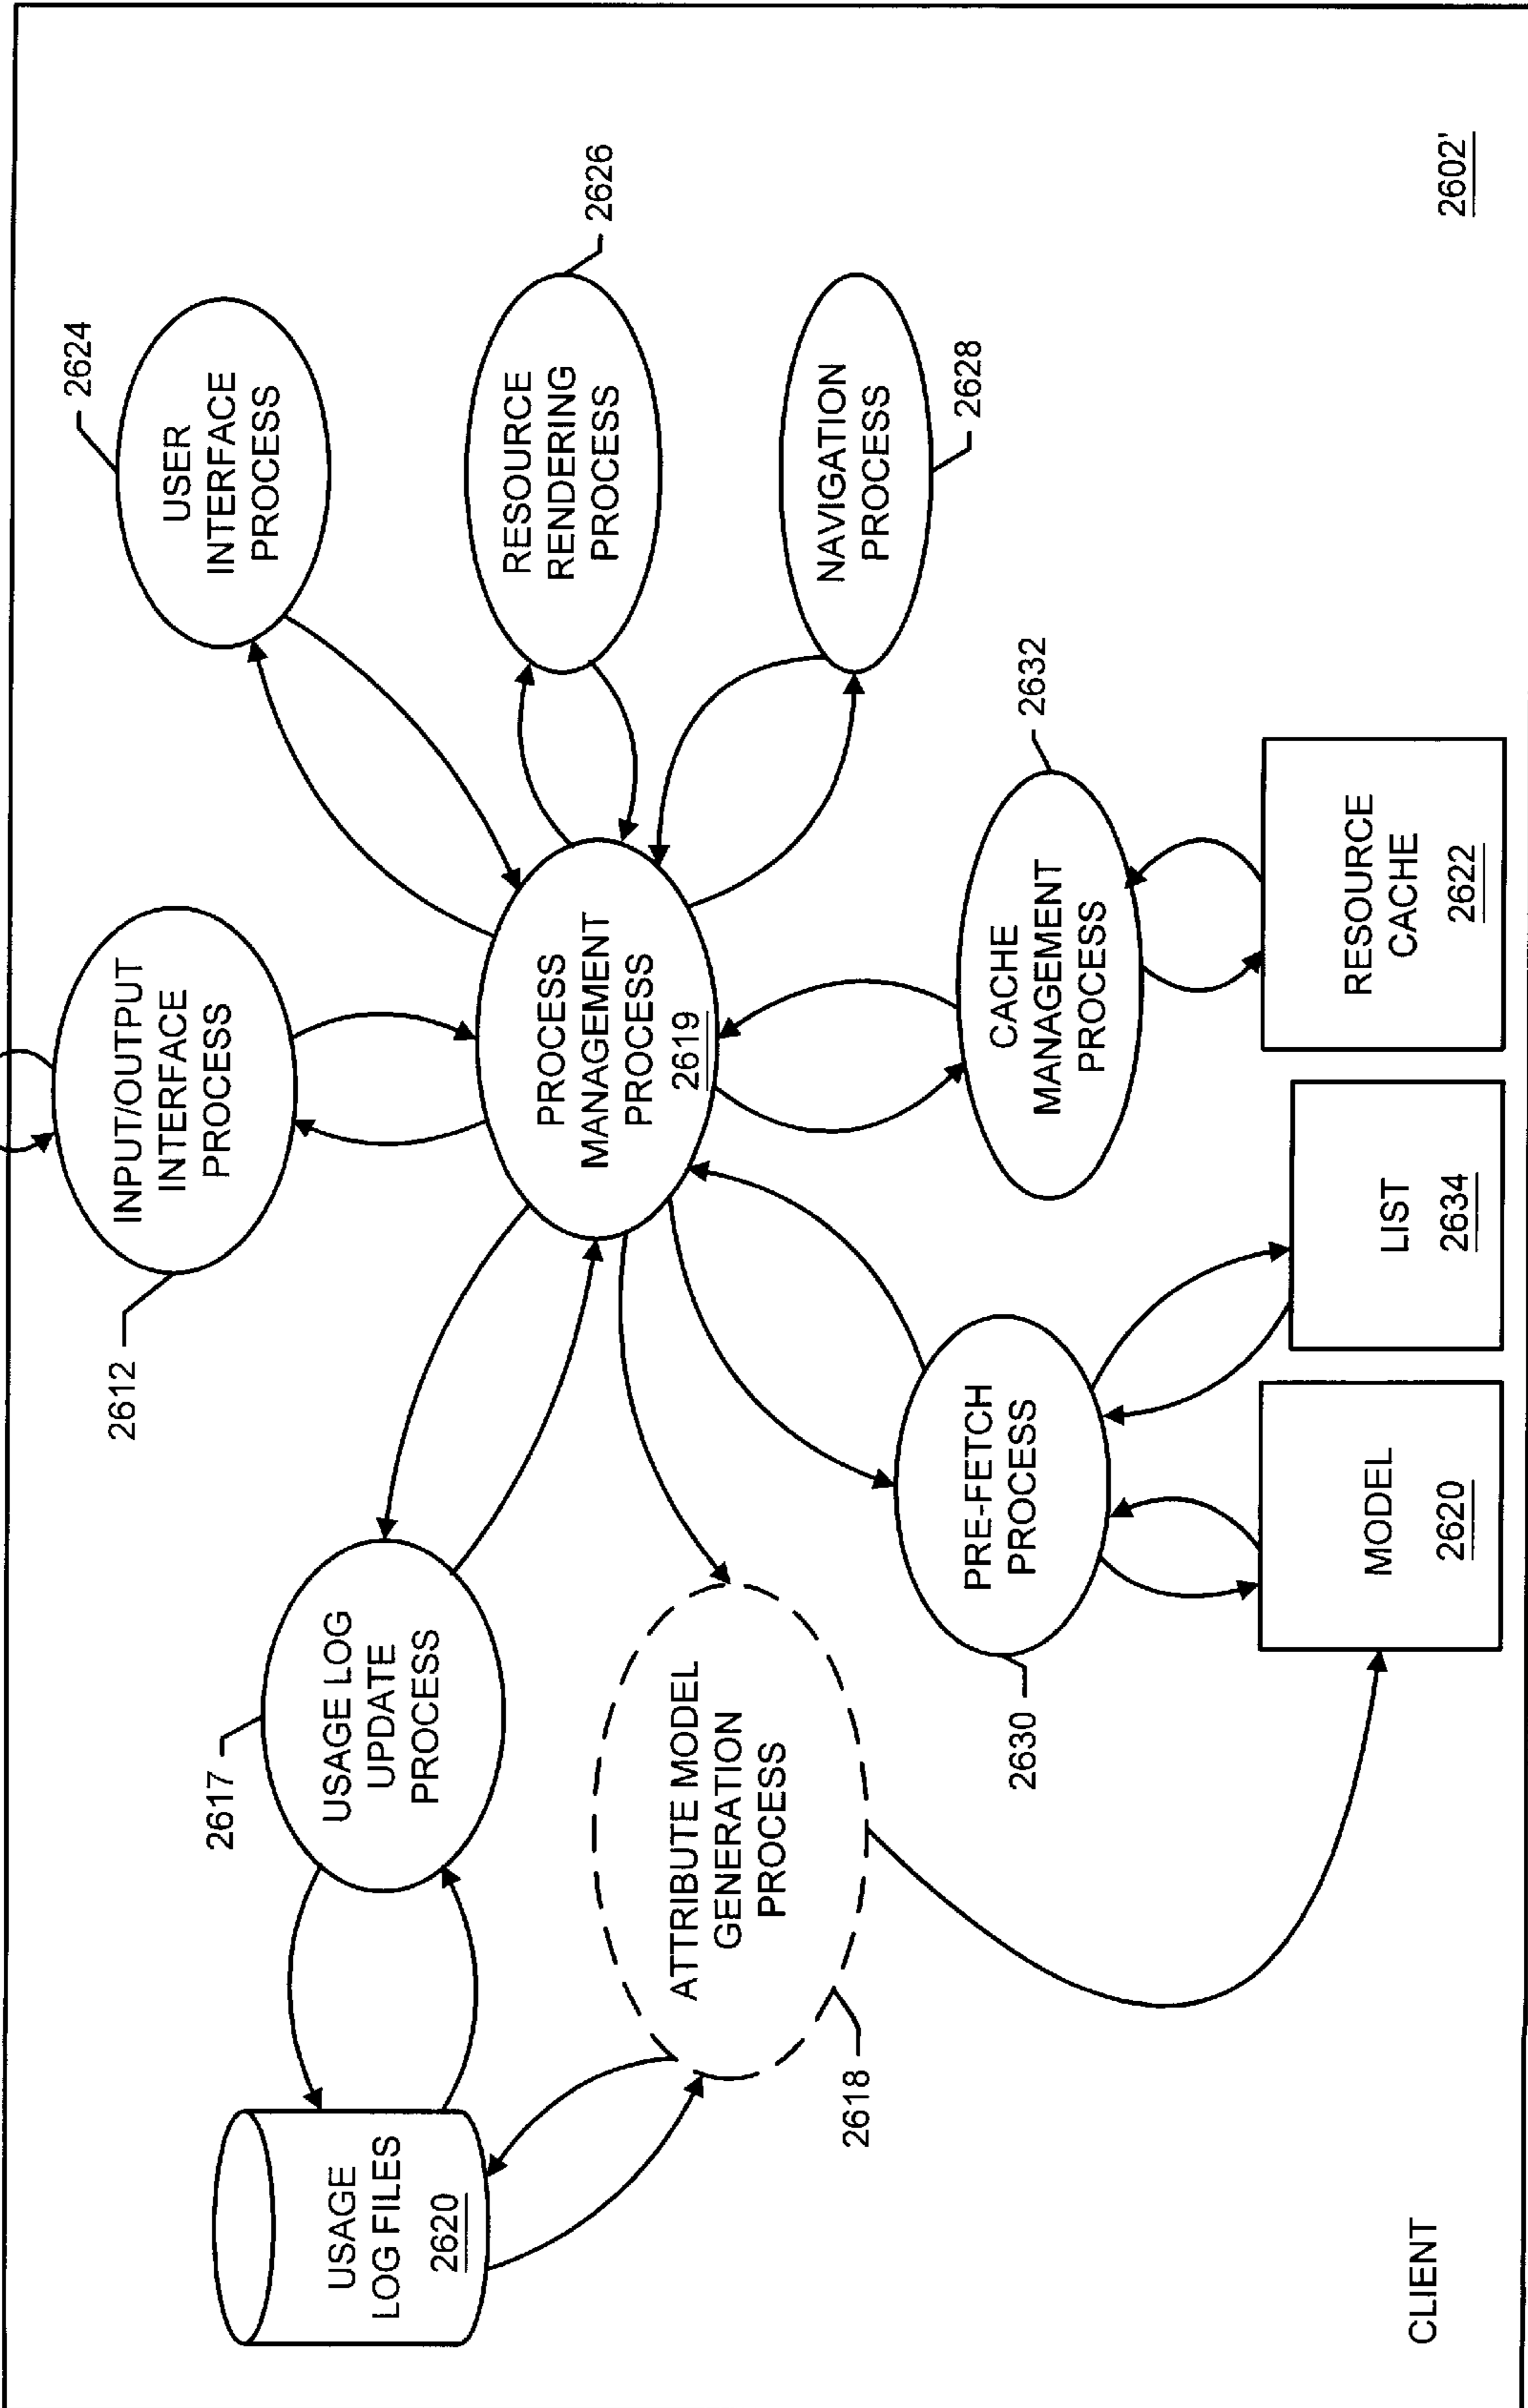 2612
INPUT/OUTPUT
INTERFACE
PROCESS
2624
USER
INTERFACE
PROCESS
USAGE
LOG FILES
2620
2617
USAGE LOG
UPDATE
PROCESS
PROCESS
MANAGEMENT
PROCESS
2619
RESOURCE
RENDERING
PROCESS
2626
ATTRIBUTE MODEL
GENERATION
PROCESS
2618
NAVIGATION
PROCESS
2628
2630
PRE-FETCH
PROCESS
CACHE
MANAGEMENT
PROCESS
2632
MODEL
2620
LIST
2634
RESOURCE
CACHE
2622
CLIENT
2602'